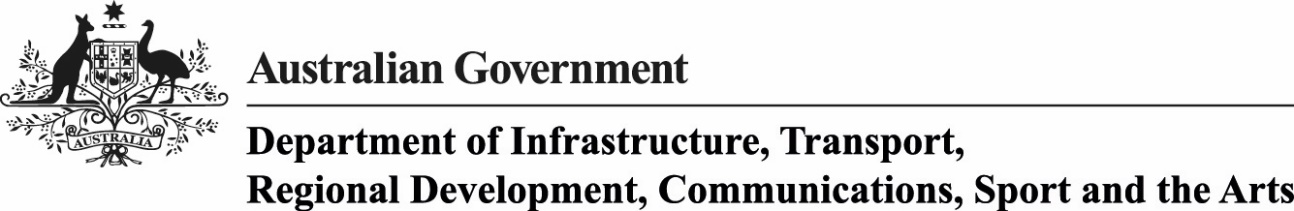 AUSTRALIA
Australian Government
Department of Infrastructure, Transport,
Regional Development, Communications, Sport and the Arts